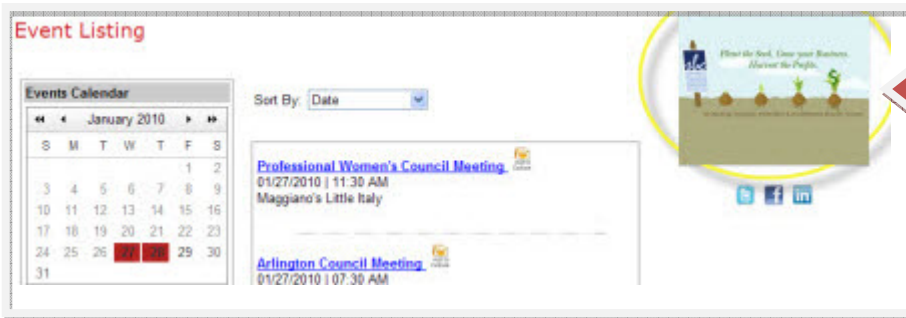 Event Listing
Events Calendar
January 2010
S M T W T F S
1 2
3 4 5 6 7 8 9
10 11 12 13 14 15 16
17 18 19 20 21 22 23
24 25 26 27 28 29 30
31
Sort By: Date
Professional Women's Council Meeting
01/27/2010 | 11:30 AM
Maggiano's Little Italy
Arlington Council Meeting
01/27/2010 | 07:30 AM
Plant the Seed, Grow your Business.
Harvest the Profits.
$
in